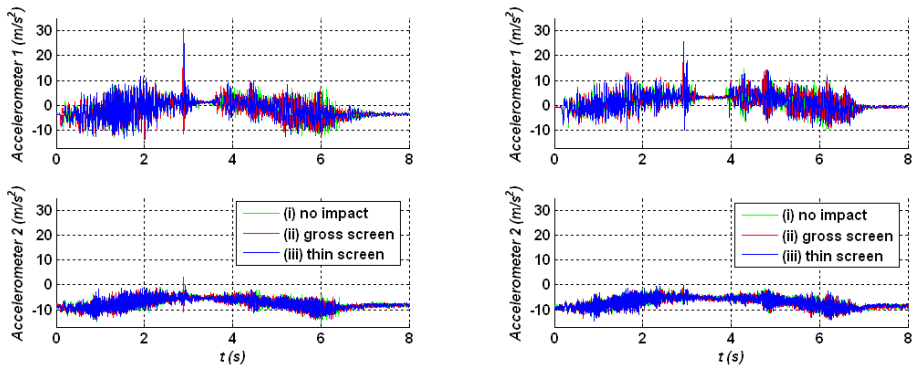 Accelerometer 1 (m/s²)
30
20
10
0
-10
0 2 4 6 8
Accelerometer 2 (m/s²)
30
20
10
0
-10
(i) no impact
(ii) gross screen
(iii) thin screen
0 2 4 6 8
t (s)
Accelerometer 1 (m/s²)
30
20
10
0
-10
0 2 4 6 8
Accelerometer 2 (m/s²)
30
20
10
0
-10
(i) no impact
(ii) gross screen
(iii) thin screen
0 2 4 6 8
t (s)